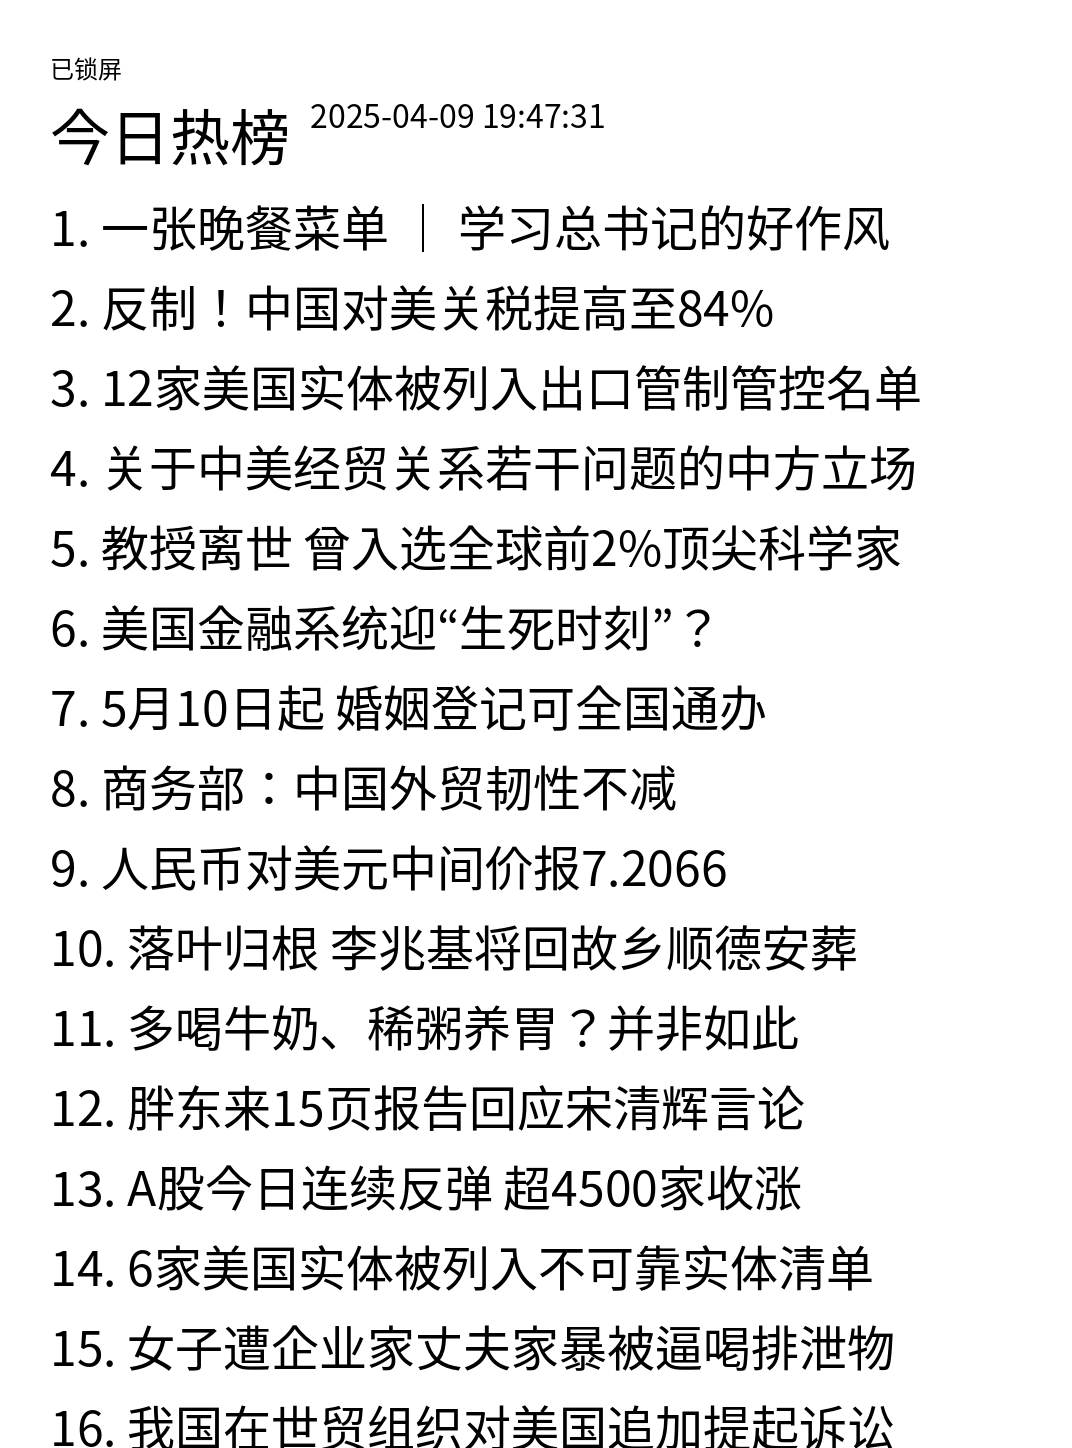 已锁屏
今日热榜 2025-04-09 19:47:31
1. 一张晚餐菜单 ｜ 学习总书记的好作风
2. 反制！中国对美关税提高至84%
3. 12家美国实体被列入出口管制管控名单
4. 关于中美经贸关系若干问题的中方立场
5. 教授离世 曾入选全球前2%顶尖科学家
6. 美国金融系统迎“生死时刻”？
7. 5月10日起 婚姻登记可全国通办
8. 商务部：中国外贸韧性不减
9. 人民币对美元中间价报7.2066
10. 落叶归根 李兆基将回故乡顺德安葬
11. 多喝牛奶、稀粥养胃？并非如此
12. 胖东来15页报告回应宋清辉言论
13. A股今日连续反弹 超4500家收涨
14. 6家美国实体被列入不可靠实体清单
15. 女子遭企业家丈夫家暴被逼喝排泄物
16. 我国在世贸组织对美国追加提起诉讼